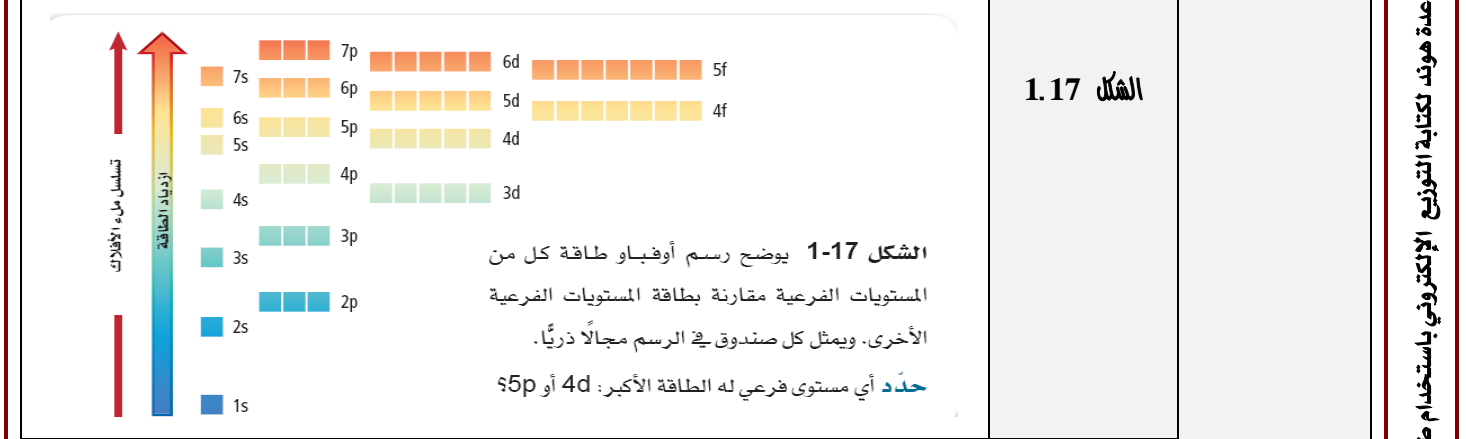 7p
6d
5f
7s
6p
5d
4f
6s
5p
4d
5s
4p
3d
4s
3p
3s
2p
2s
1s
تسلسل ملء الأفلاك
ازدياد الطاقة
الشكل 17-1 يوضح رسم أوفباو طاقة كل من
المستويات الفرعية مقارنة بطاقة المستويات الفرعية
الأخرى. ويمثل كل صندوق في الرسم مجالًا ذريًّا.
حدّد أي مستوى فرعي له الطاقة الأكبر: 4d أو 5p؟
الشكل 1.17
هوند لكتابة التوزيع الإلكتروني باستخدام